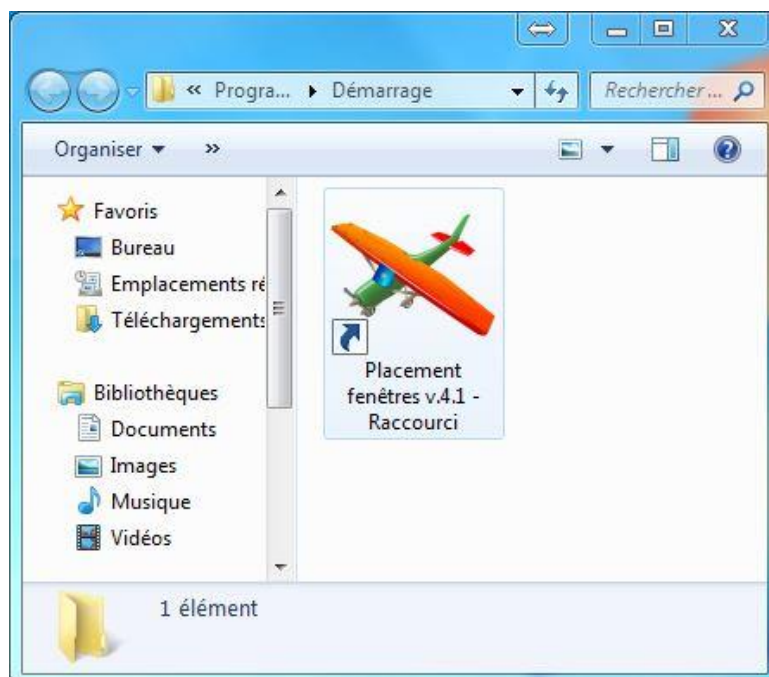 « Progra... ▸ Démarrage
Rechercher ...
Organiser
»
Favoris
Bureau
Emplacements ré
Téléchargements
Bibliothèques
Documents
Images
Musique
Vidéos
Placement
fenêtres v.4.1 -
Raccourci
1 élément